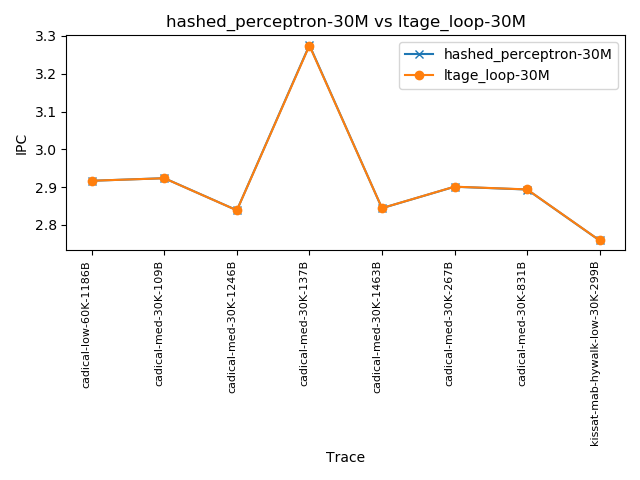 hashed_perceptron-30M vs ltage_loop-30M
hashed_perceptron-30M
ltage_loop-30M
IPC
3.3
3.2
3.1
3.0
2.9
2.8
cadical-low-60K-1186B
cadical-med-30K-109B
cadical-med-30K-1246B
cadical-med-30K-137B
cadical-med-30K-1463B
cadical-med-30K-267B
cadical-med-30K-831B
kissat-mab-hywalk-low-30K-299B
Trace